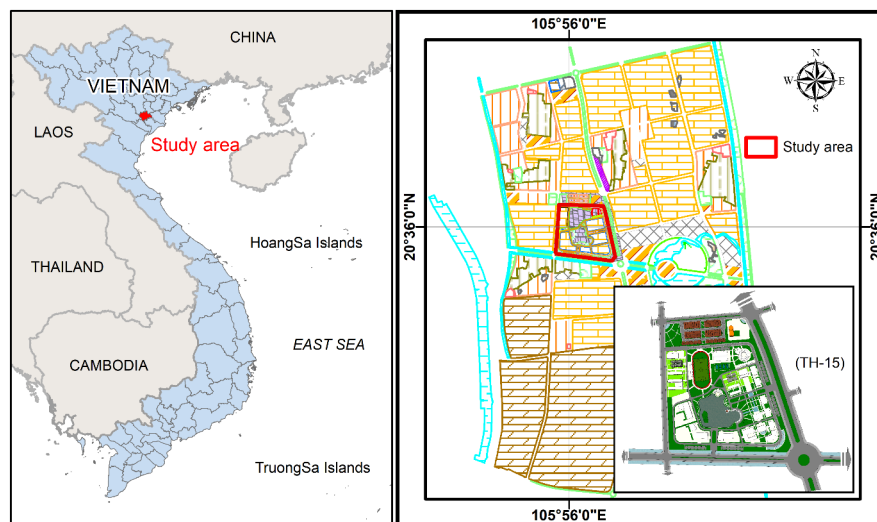 CHINA
VIETNAM
LAOS
Study area
HoangSa Islands
THAILAND
EAST SEA
CAMBODIA
TruongSa Islands
105°56'0"E
N
W
E
S
Study area
20°36'0"N
20°36'0"N
(TH-15)
105°56'0"E